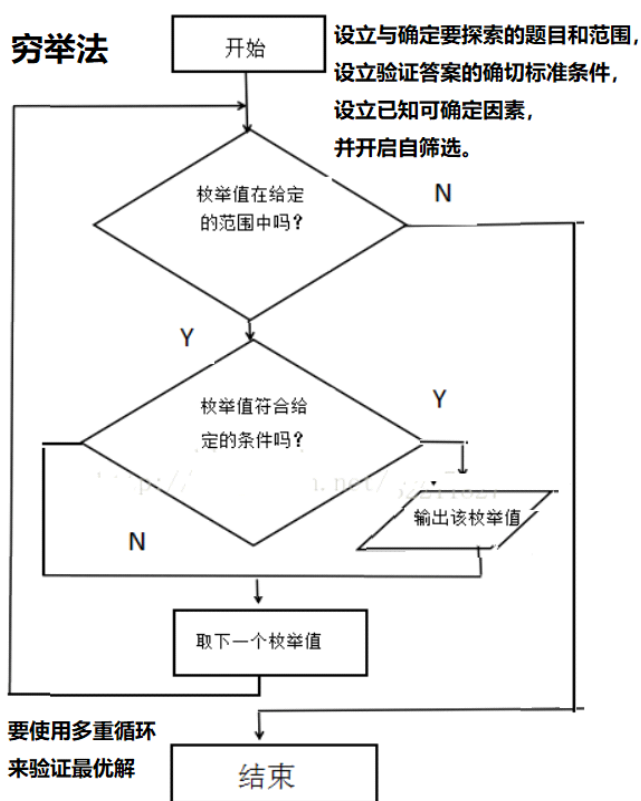 穷举法
开始
设立与确定要探索的题目和范围，
设立验证答案的确切标准条件，
设立已知可确定因素，
并开启自筛选。
枚举值在给定
的范围中吗？
N
Y
枚举值符合给
定的条件吗？
Y
N
输出该枚举值
取下一个枚举值
要使用多重循环
来验证最优解
结束